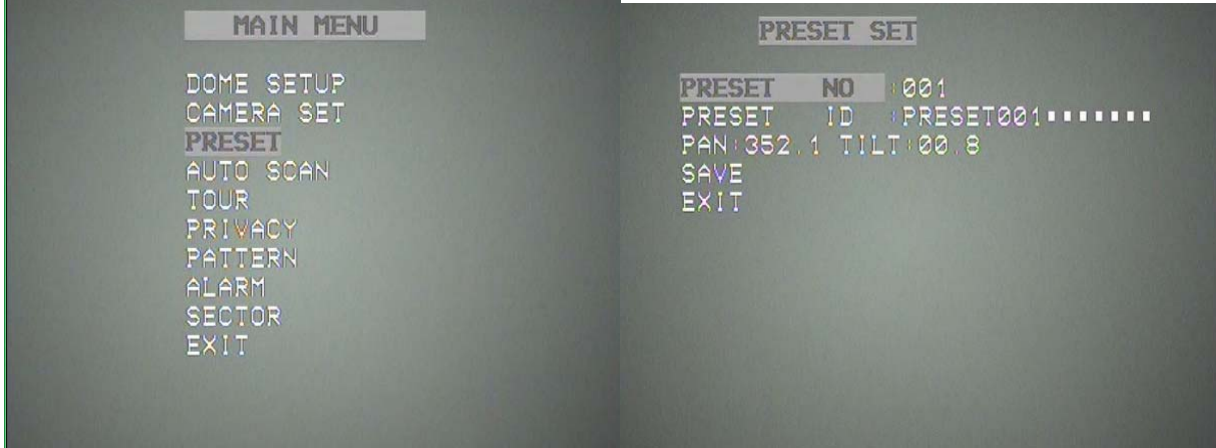 MAIN MENU
DOME SETUP
CAMERA SET
PRESET
AUTO SCAN
TOUR
PRIVACY
PATTERN
ALARM
SECTOR
EXIT
PRESET SET
PRESET NO :001
PRESET ID :PRESET001▪▪▪▪▪▪▪
PAN:352.1 TILT:00.8
SAVE
EXIT